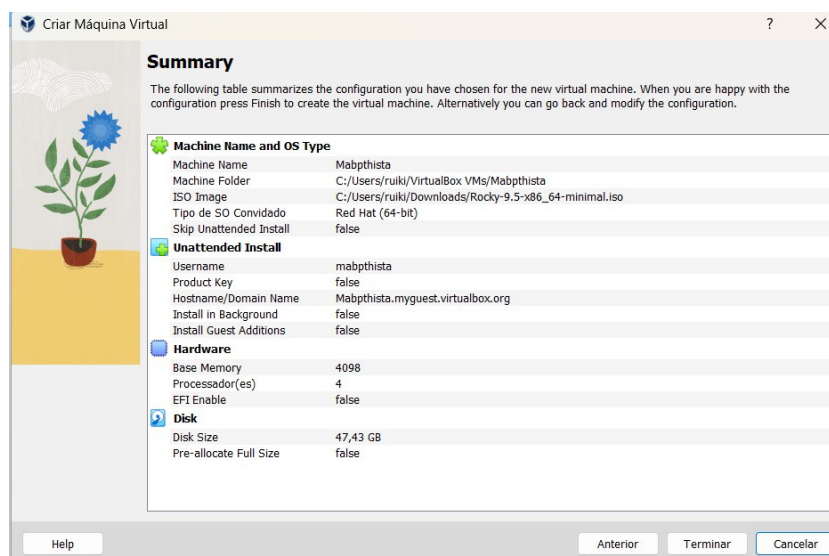 Criar Máquina Virtual ?
Summary
The following table summarizes the configuration you have chosen for the new virtual machine. When you are happy with the
configuration press Finish to create the virtual machine. Alternatively you can go back and modify the configuration.
Machine Name and OS Type
Machine Name Mabpthista
Machine Folder C:/Users/ruiki/VirtualBox VMs/Mabpthista
ISO Image C:/Users/ruiki/Downloads/Rocky-9.5-x86_64-minimal.iso
Tipo de SO Convidado Red Hat (64-bit)
Skip Unattended Install false
Unattended Install
Username mabpthista
Product Key false
Hostname/Domain Name Mabpthista.myguest.virtualbox.org
Install in Background false
Install Guest Additions false
Hardware
Base Memory 4098
Processador(es) 4
EFI Enable false
Disk
Disk Size 47,43 GB
Pre-allocate Full Size false
Help Anterior Terminar Cancelar